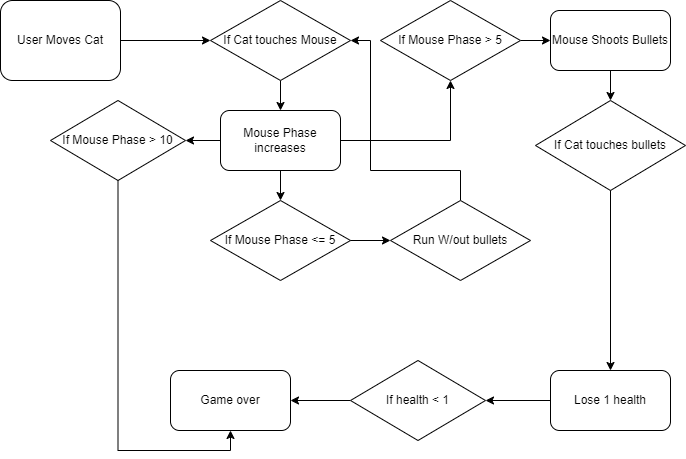 User Moves Cat
If Cat touches Mouse
If Mouse Phase > 5
Mouse Shoots Bullets
If Mouse Phase > 10
Mouse Phase
increases
If Cat touches bullets
If Mouse Phase <= 5
Run W/out bullets
Game over
If health < 1
Lose 1 health